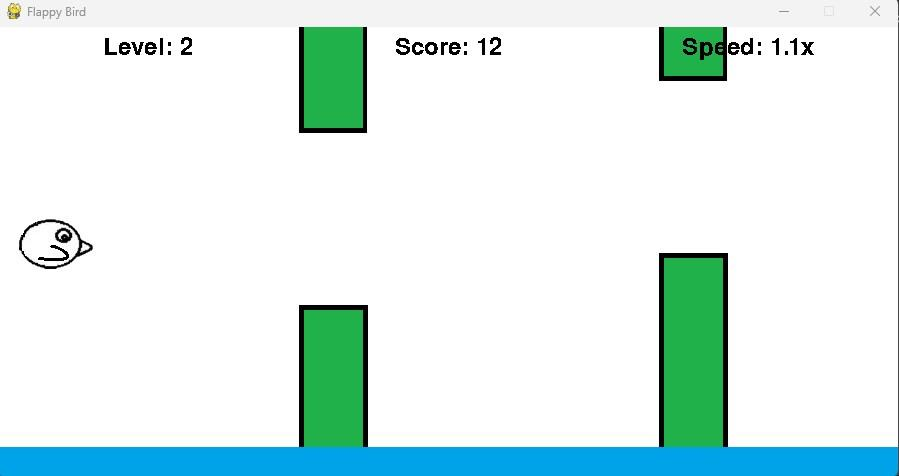 Flappy Bird
Level: 2
Score: 12
Speed: 1.1x